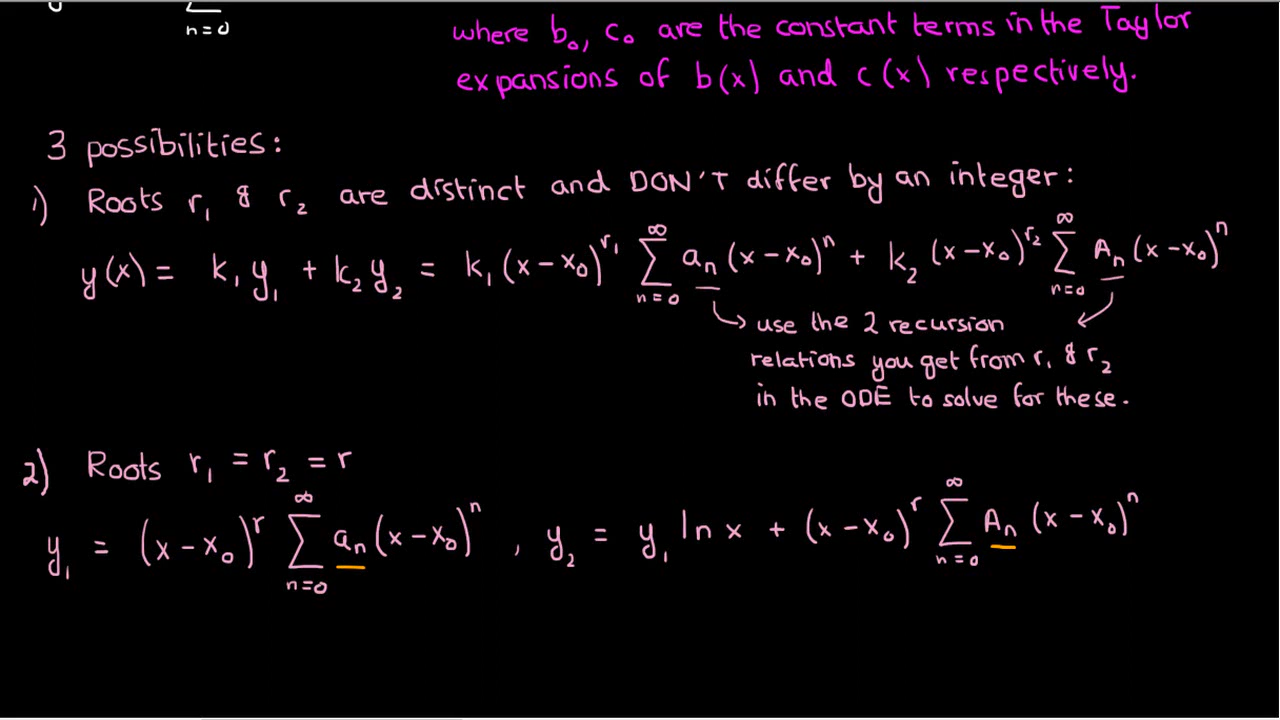 n=0
where b₀, c₀ are the constant terms in the Taylor
expansions of b(x) and c(x) respectively.
3 possibilities:
1) Roots r₁ & r₂ are distinct and DON'T differ by an integer:
y(x) = k₁y₁ + k₂y₂ = k₁(x-x₀)^r₁ ∑_{n=0}^{∞} aₙ(x-x₀)ⁿ + k₂(x-x₀)^r₂ ∑_{n=0}^{∞} Aₙ(x-x₀)ⁿ
use the 2 recursion
relations you get from r₁ & r₂
in the ODE to solve for these.
2) Roots r₁ = r₂ = r
y₁ = (x-x₀)^r ∑_{n=0}^{∞} aₙ(x-x₀)ⁿ, y₂ = y₁ ln x + (x-x₀)^r ∑_{n=0}^{∞} Aₙ(x-x₀)ⁿ